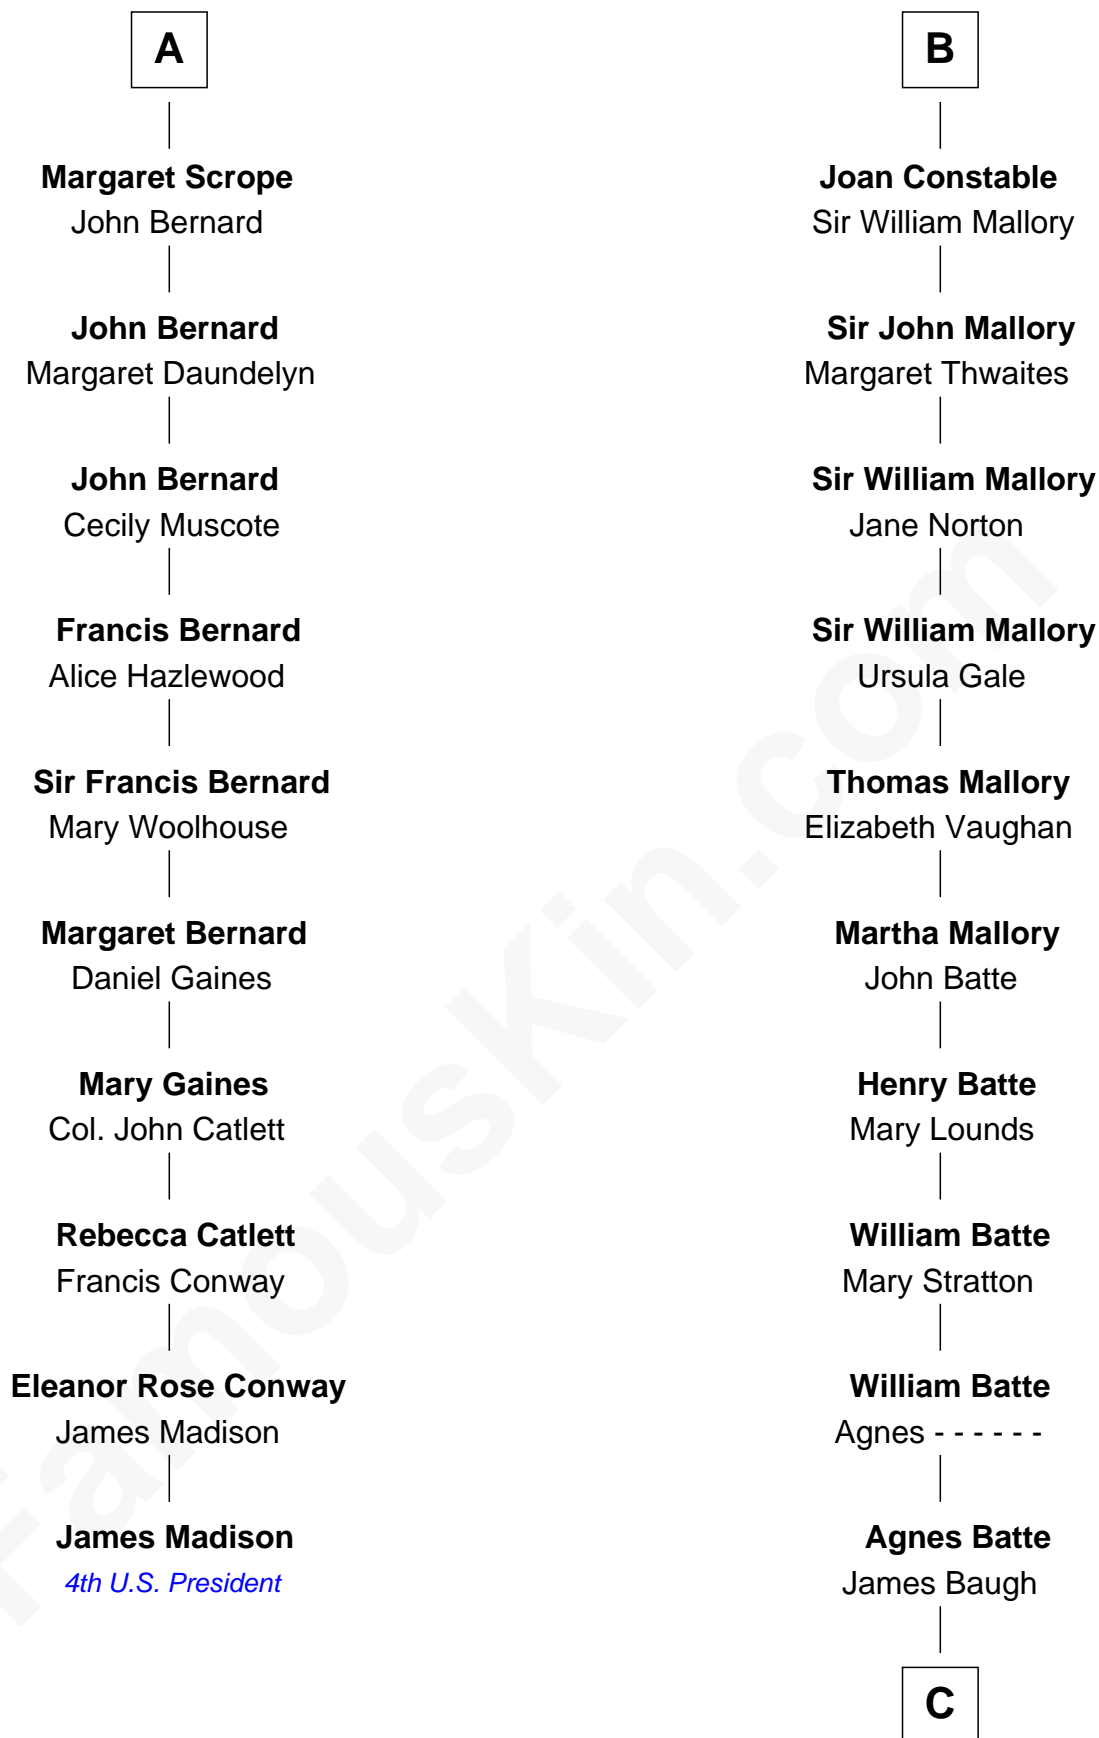 A
Margaret Scrope
John Bernard
John Bernard
Margaret Daundelyn
John Bernard
Cecily Muscote
Francis Bernard
Alice Hazlewood
Sir Francis Bernard
Mary Woolhouse
Margaret Bernard
Daniel Gaines
Mary Gaines
Col. John Catlett
Rebecca Catlett
Francis Conway
Eleanor Rose Conway
James Madison
James Madison
4th U.S. President
B
Joan Constable
Sir William Mallory
Sir John Mallory
Margaret Thwaites
Sir William Mallory
Jane Norton
Sir William Mallory
Ursula Gale
Thomas Mallory
Elizabeth Vaughan
Martha Mallory
John Batte
Henry Batte
Mary Lounds
William Batte
Mary Stratton
William Batte
Agnes - - - - - -
Agnes Batte
James Baugh
C
FamousKin.com